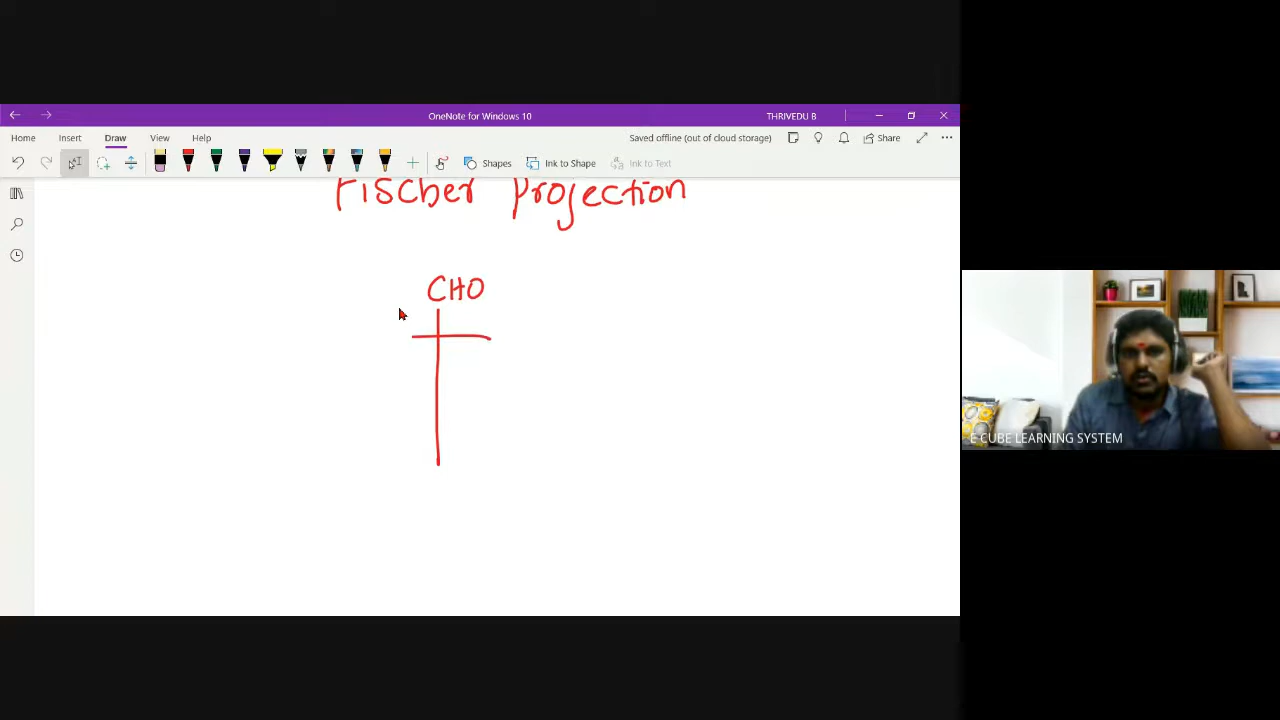 OneNote for Windows 10
THRIVEDU B
Home Insert Draw View Help
Saved offline (out of cloud storage)
Share
Shapes
Ink to Shape
Ink to Text
Fischer Projection
CHO
E CUBE LEARNING SYSTEM